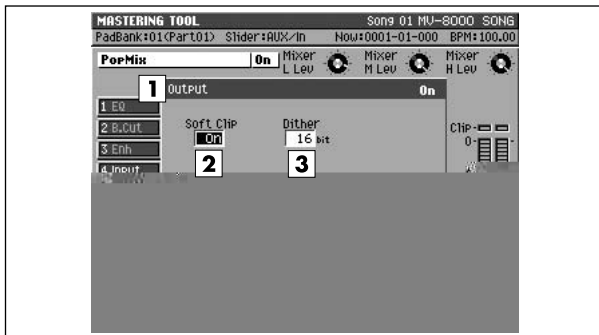 MASTERING TOOL Song 01 MV-8000 SONG
PadBank:01(Part01) Slider:AUX/In Now:0001-01-000 BPM:100.00
PopMix On Mixer L Lev Mixer M Lev Mixer H Lev
1 Output On
1 EQ
2 B.Cut
3 Enh
4 Input
Soft Clip Dither
On 16 bit
2 3
Clip
0